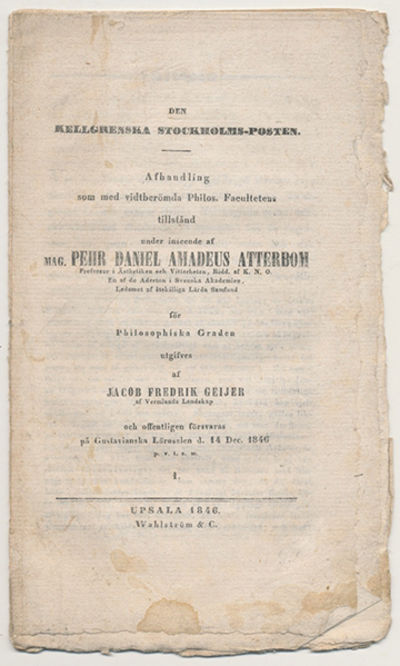 DEN
KELLGRENSKA STOCKHOLMS-POSTEN.
Afhandling
som med vidtberömda Philos. Facultetens
tillstånd
under inseende af
MAG. PEHR DANIEL AMADEUS ATTERBOM
Professor i Ästhetiken och Vitterheten, Ridd. af K. N. O.
En af de Aderton i Svenska Akademien,
Ledamot af åtskilliga Lärda Samfund
för
Philosophiska Graden
utgifves
af
JACOB FREDRIK GEIJER
af Vermlands Landskap
och offentligen försvaras
på Gustavianska Lärosalen d. 14 Dec. 1846
p. v. t. s. m.
1.
UPSALA 1846.
Wahlström & C.